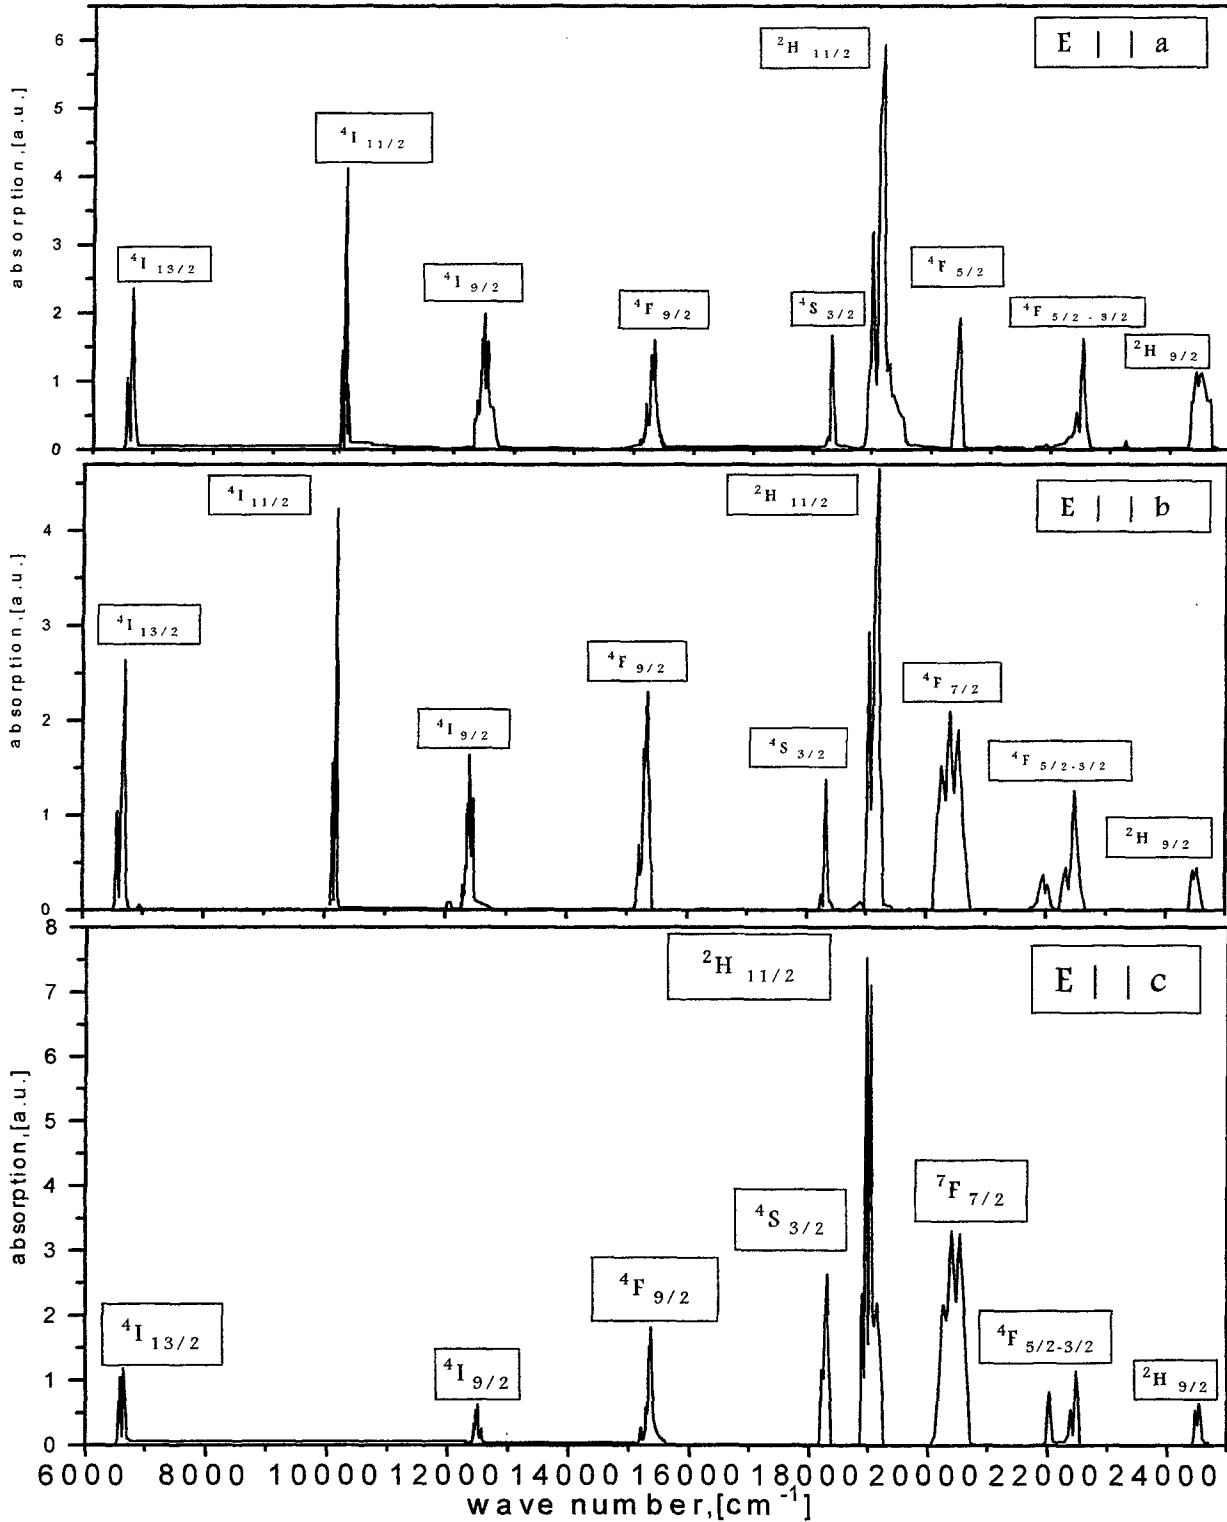 E || a
²H 11/2
⁴I 11/2
⁴I 13/2
⁴I 9/2
⁴F 9/2
⁴S 3/2
⁴F 5/2
⁴F 5/2 - 3/2
²H 9/2
absorption,[a.u.]
6
5
4
3
2
1
0
E || b
⁴I 11/2
²H 11/2
⁴I 13/2
⁴F 9/2
⁴F 7/2
⁴I 9/2
⁴S 3/2
⁴F 5/2-3/2
²H 9/2
absorption,[a.u.]
4
3
2
1
0
E || c
²H 11/2
⁷F 7/2
⁴S 3/2
⁴F 9/2
⁴I 13/2
⁴I 9/2
⁴F 5/2-3/2
²H 9/2
absorption,[a.u.]
8
7
6
5
4
3
2
1
0
6000 8000 10000 12000 14000 16000 18000 20000 22000 24000
wave number,[cm⁻¹]